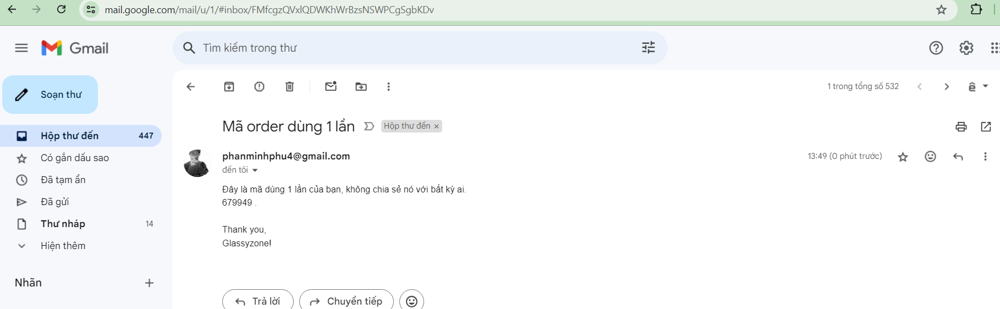 mail.google.com/mail/u/1/#inbox/FMfcgzQVxlQDWKhWrBzsNSWPCgSgbKDv
Gmail
Tìm kiếm trong thư
Soạn thư
1 trong tổng số 532
Mã order dùng 1 lần
Hộp thư đến ×
Hộp thư đến 447
Có gắn dấu sao
Đã tạm ẩn
Đã gửi
Thư nháp 14
Hiện thêm
Nhãn
phanminhphu4@gmail.com
13:49 (0 phút trước)
đến tôi
Đây là mã dùng 1 lần của bạn, không chia sẻ nó với bất kỳ ai.
679949 .
Thank you,
Glassyzone!
Trả lời
Chuyển tiếp